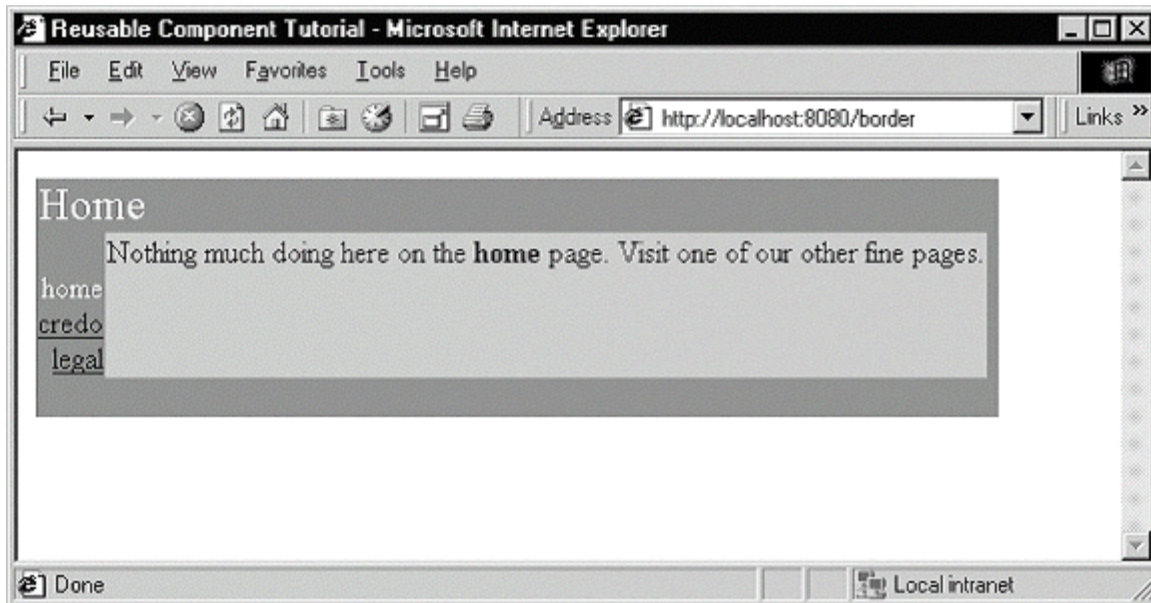 Reusable Component Tutorial - Microsoft Internet Explorer
File Edit View Favorites Tools Help
Address http://localhost:8080/border Links »
Home
Nothing much doing here on the home page. Visit one of our other fine pages.
home
credo
legal
Done Local intranet